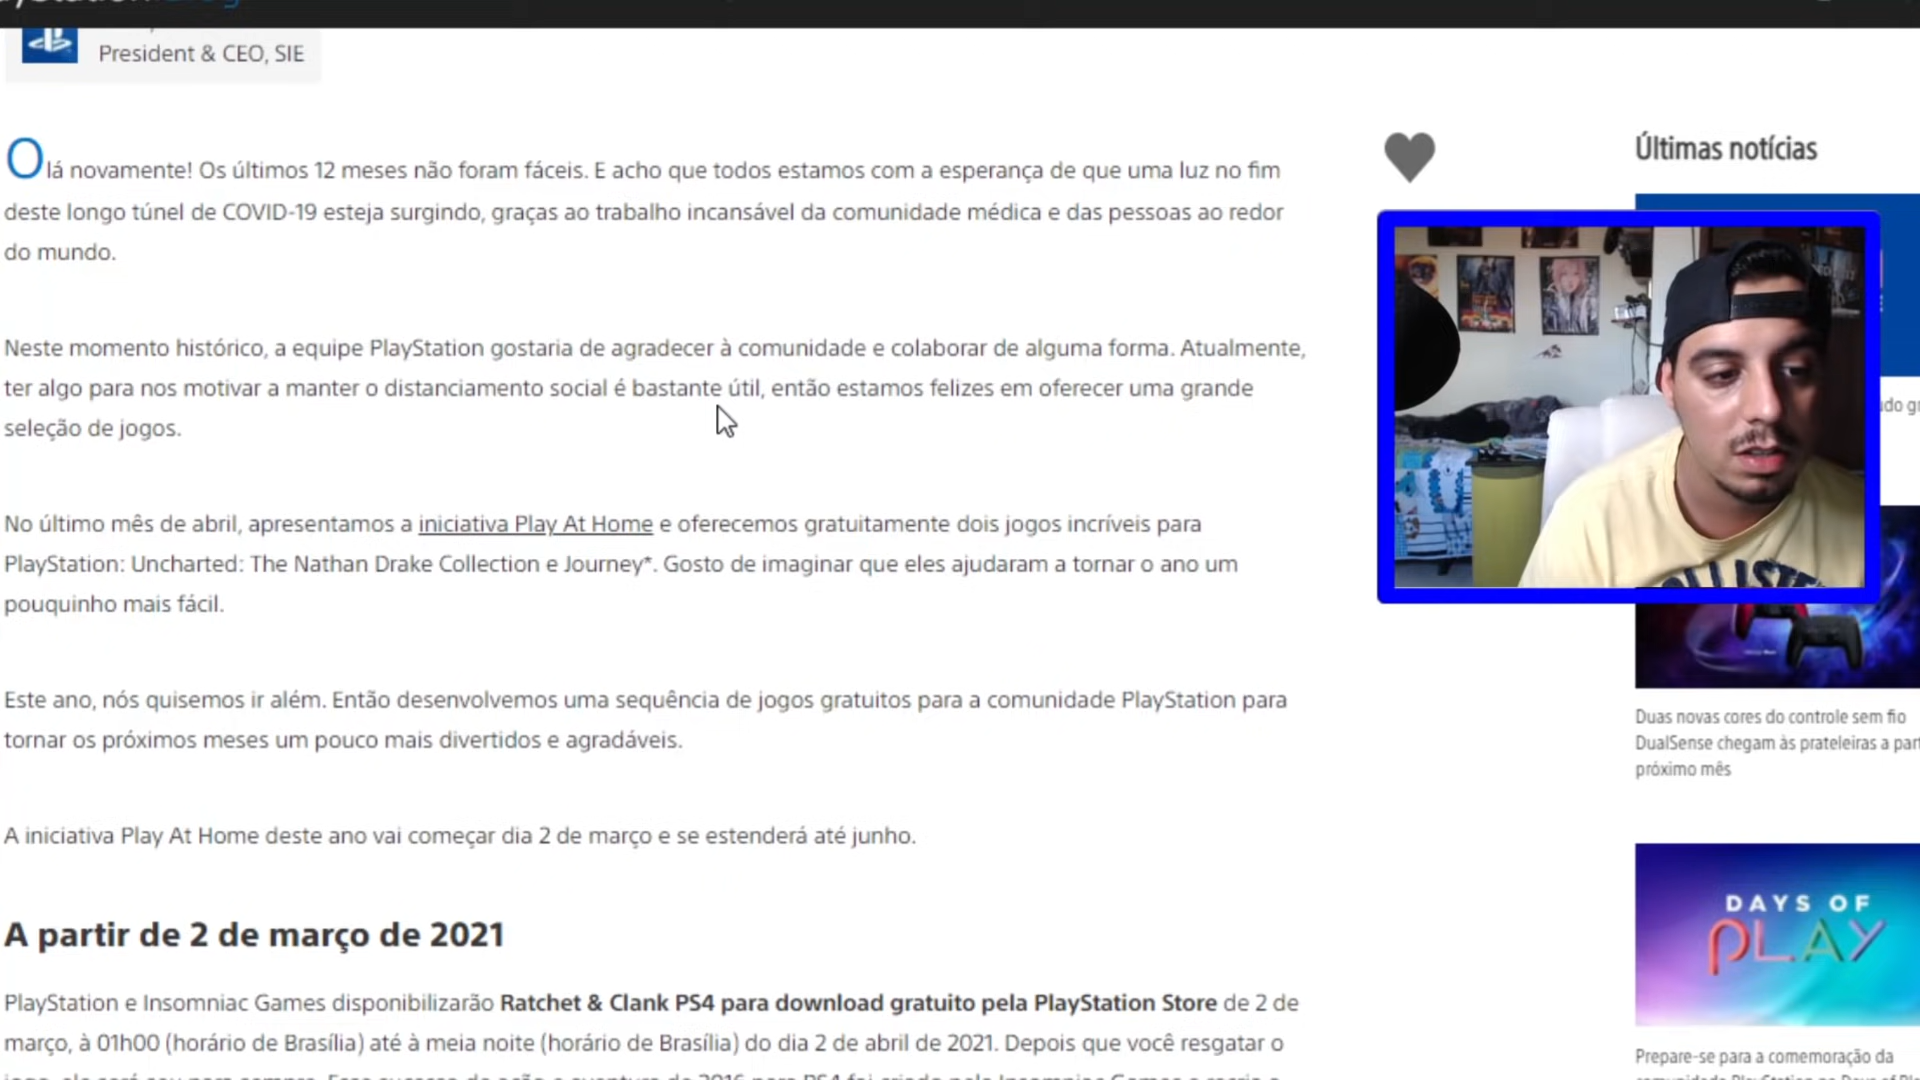 President & CEO, SIE
Olá novamente! Os últimos 12 meses não foram fáceis. E acho que todos estamos com a esperança de que uma luz no fim
deste longo túnel de COVID-19 esteja surgindo, graças ao trabalho incansável da comunidade médica e das pessoas ao redor
do mundo.
Neste momento histórico, a equipe PlayStation gostaria de agradecer à comunidade e colaborar de alguma forma. Atualmente,
ter algo para nos motivar a manter o distanciamento social é bastante útil, então estamos felizes em oferecer uma grande
seleção de jogos.
No último mês de abril, apresentamos a iniciativa Play At Home e oferecemos gratuitamente dois jogos incríveis para
PlayStation: Uncharted: The Nathan Drake Collection e Journey*. Gosto de imaginar que eles ajudaram a tornar o ano um
pouquinho mais fácil.
Este ano, nós quisemos ir além. Então desenvolvemos uma sequência de jogos gratuitos para a comunidade PlayStation para
tornar os próximos meses um pouco mais divertidos e agradáveis.
A iniciativa Play At Home deste ano vai começar dia 2 de março e se estenderá até junho.
A partir de 2 de março de 2021
PlayStation e Insomniac Games disponibilizarão Ratchet & Clank PS4 para download gratuito pela PlayStation Store de 2 de
março, à 01h00 (horário de Brasília) até à meia noite (horário de Brasília) do dia 2 de abril de 2021. Depois que você resgatar o
Últimas notícias
Duas novas cores do controle sem fio
DualSense chegam às prateleiras a par
próximo mês
DAYS OF
PLAY
Prepare-se para a comemoração da